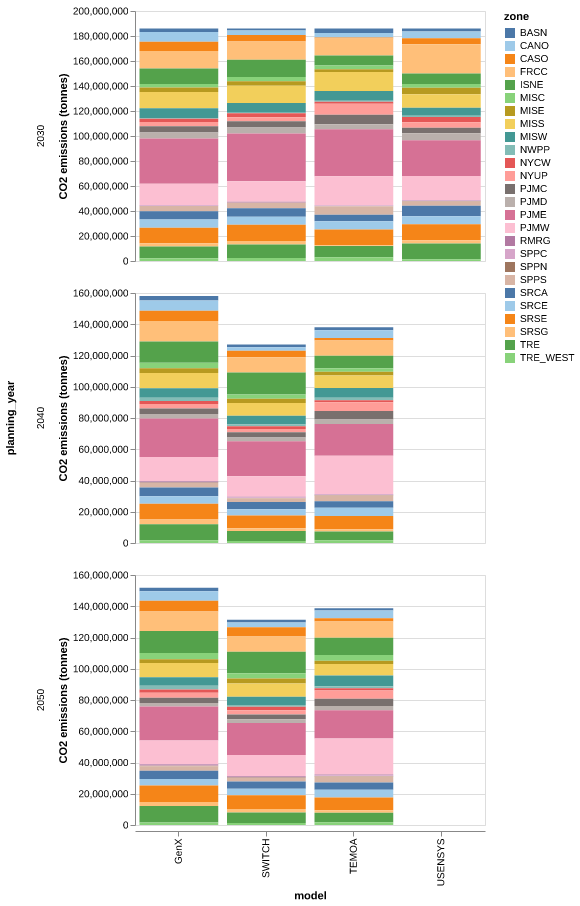 planning_year
2030
CO2 emissions (tonnes)
200,000,000
180,000,000
160,000,000
140,000,000
120,000,000
100,000,000
80,000,000
60,000,000
40,000,000
20,000,000
0
2040
CO2 emissions (tonnes)
160,000,000
140,000,000
120,000,000
100,000,000
80,000,000
60,000,000
40,000,000
20,000,000
0
2050
CO2 emissions (tonnes)
160,000,000
140,000,000
120,000,000
100,000,000
80,000,000
60,000,000
40,000,000
20,000,000
0
GenX
SWITCH
TEMOA
USENSYS
model
zone
BASN
CANO
CASO
FRCC
ISNE
MISC
MISE
MISS
MISW
NWPP
NYCW
NYUP
PJMC
PJMD
PJME
PJMW
RMRG
SPPC
SPPN
SPPS
SRCA
SRCE
SRSE
SRSG
TRE
TRE_WEST